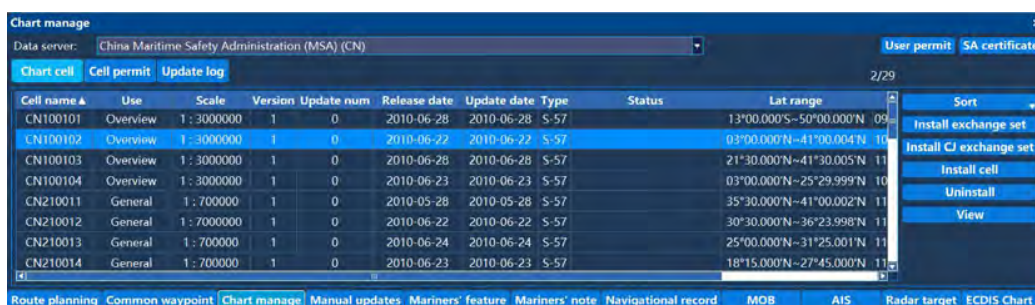 Chart manage
Data server: China Maritime Safety Administration (MSA) (CN) User permit SA certificate
Chart cell Cell permit Update log 2/29
Cell name▲ Use Scale Version Update num Release date Update date Type Status Lat range Sort
CN100101 Overview 1 : 3000000 1 0 2010-06-28 2010-06-28 S-57 13°00.000'S~50°00.000'N 09
Install exchange set
CN100102 Overview 1 : 3000000 1 0 2010-06-22 2010-06-22 S-57 03°00.000'N~41°00.004'N 10
Install CJ exchange set
CN100103 Overview 1 : 3000000 1 0 2010-06-28 2010-06-28 S-57 21°30.000'N~41°30.005'N 11
Install cell
CN100104 Overview 1 : 3000000 1 0 2010-06-23 2010-06-23 S-57 03°00.000'N~25°29.999'N 10
Uninstall
CN210011 General 1 : 700000 1 0 2010-05-28 2010-05-28 S-57 35°30.000'N~41°00.002'N 11
View
CN210012 General 1 : 7000000 1 0 2010-06-22 2010-06-22 S-57 30°30.000'N~36°23.998'N 11
CN210013 General 1 : 700000 1 0 2010-06-24 2010-06-24 S-57 25°00.000'N~31°25.001'N 11
CN210014 General 1 : 700000 1 0 2010-06-23 2010-06-23 S-57 18°15.000'N~27°45.000'N 11
Route planning Common waypoint Chart manage Manual updates Mariners' feature Mariners' note Navigational record MOB AIS Radar target ECDIS Chart